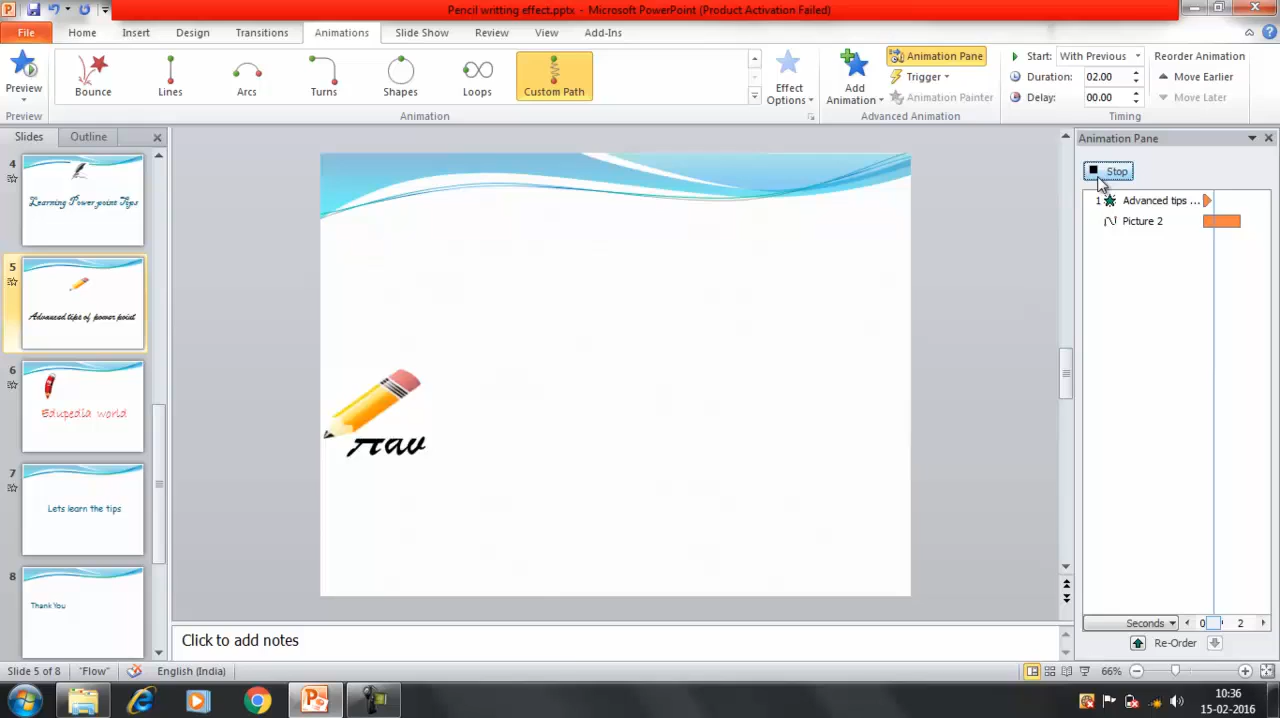 Pencil writting effect.pptx - Microsoft PowerPoint (Product Activation Failed)
File Home Insert Design Transitions Animations Slide Show Review View Add-Ins
Bounce Lines Arcs Turns Shapes Loops Custom Path
Preview
Effect Options
Add Animation
Animation Pane
Trigger
Animation Painter
Start: With Previous
Duration: 02.00
Delay: 00.00
Reorder Animation
Move Earlier
Move Later
Preview Animation Advanced Animation Timing
Slides Outline
Animation Pane
Stop
1 Advanced tips ...
Picture 2
4
Learning Power point Tips
5
Advanced tips of power point
6
Edupedia world
7
Lets learn the tips
8
Thank You
Seconds 0 2
Re-Order
Click to add notes
Slide 5 of 8 "Flow" English (India) 66%
10:36
15-02-2016